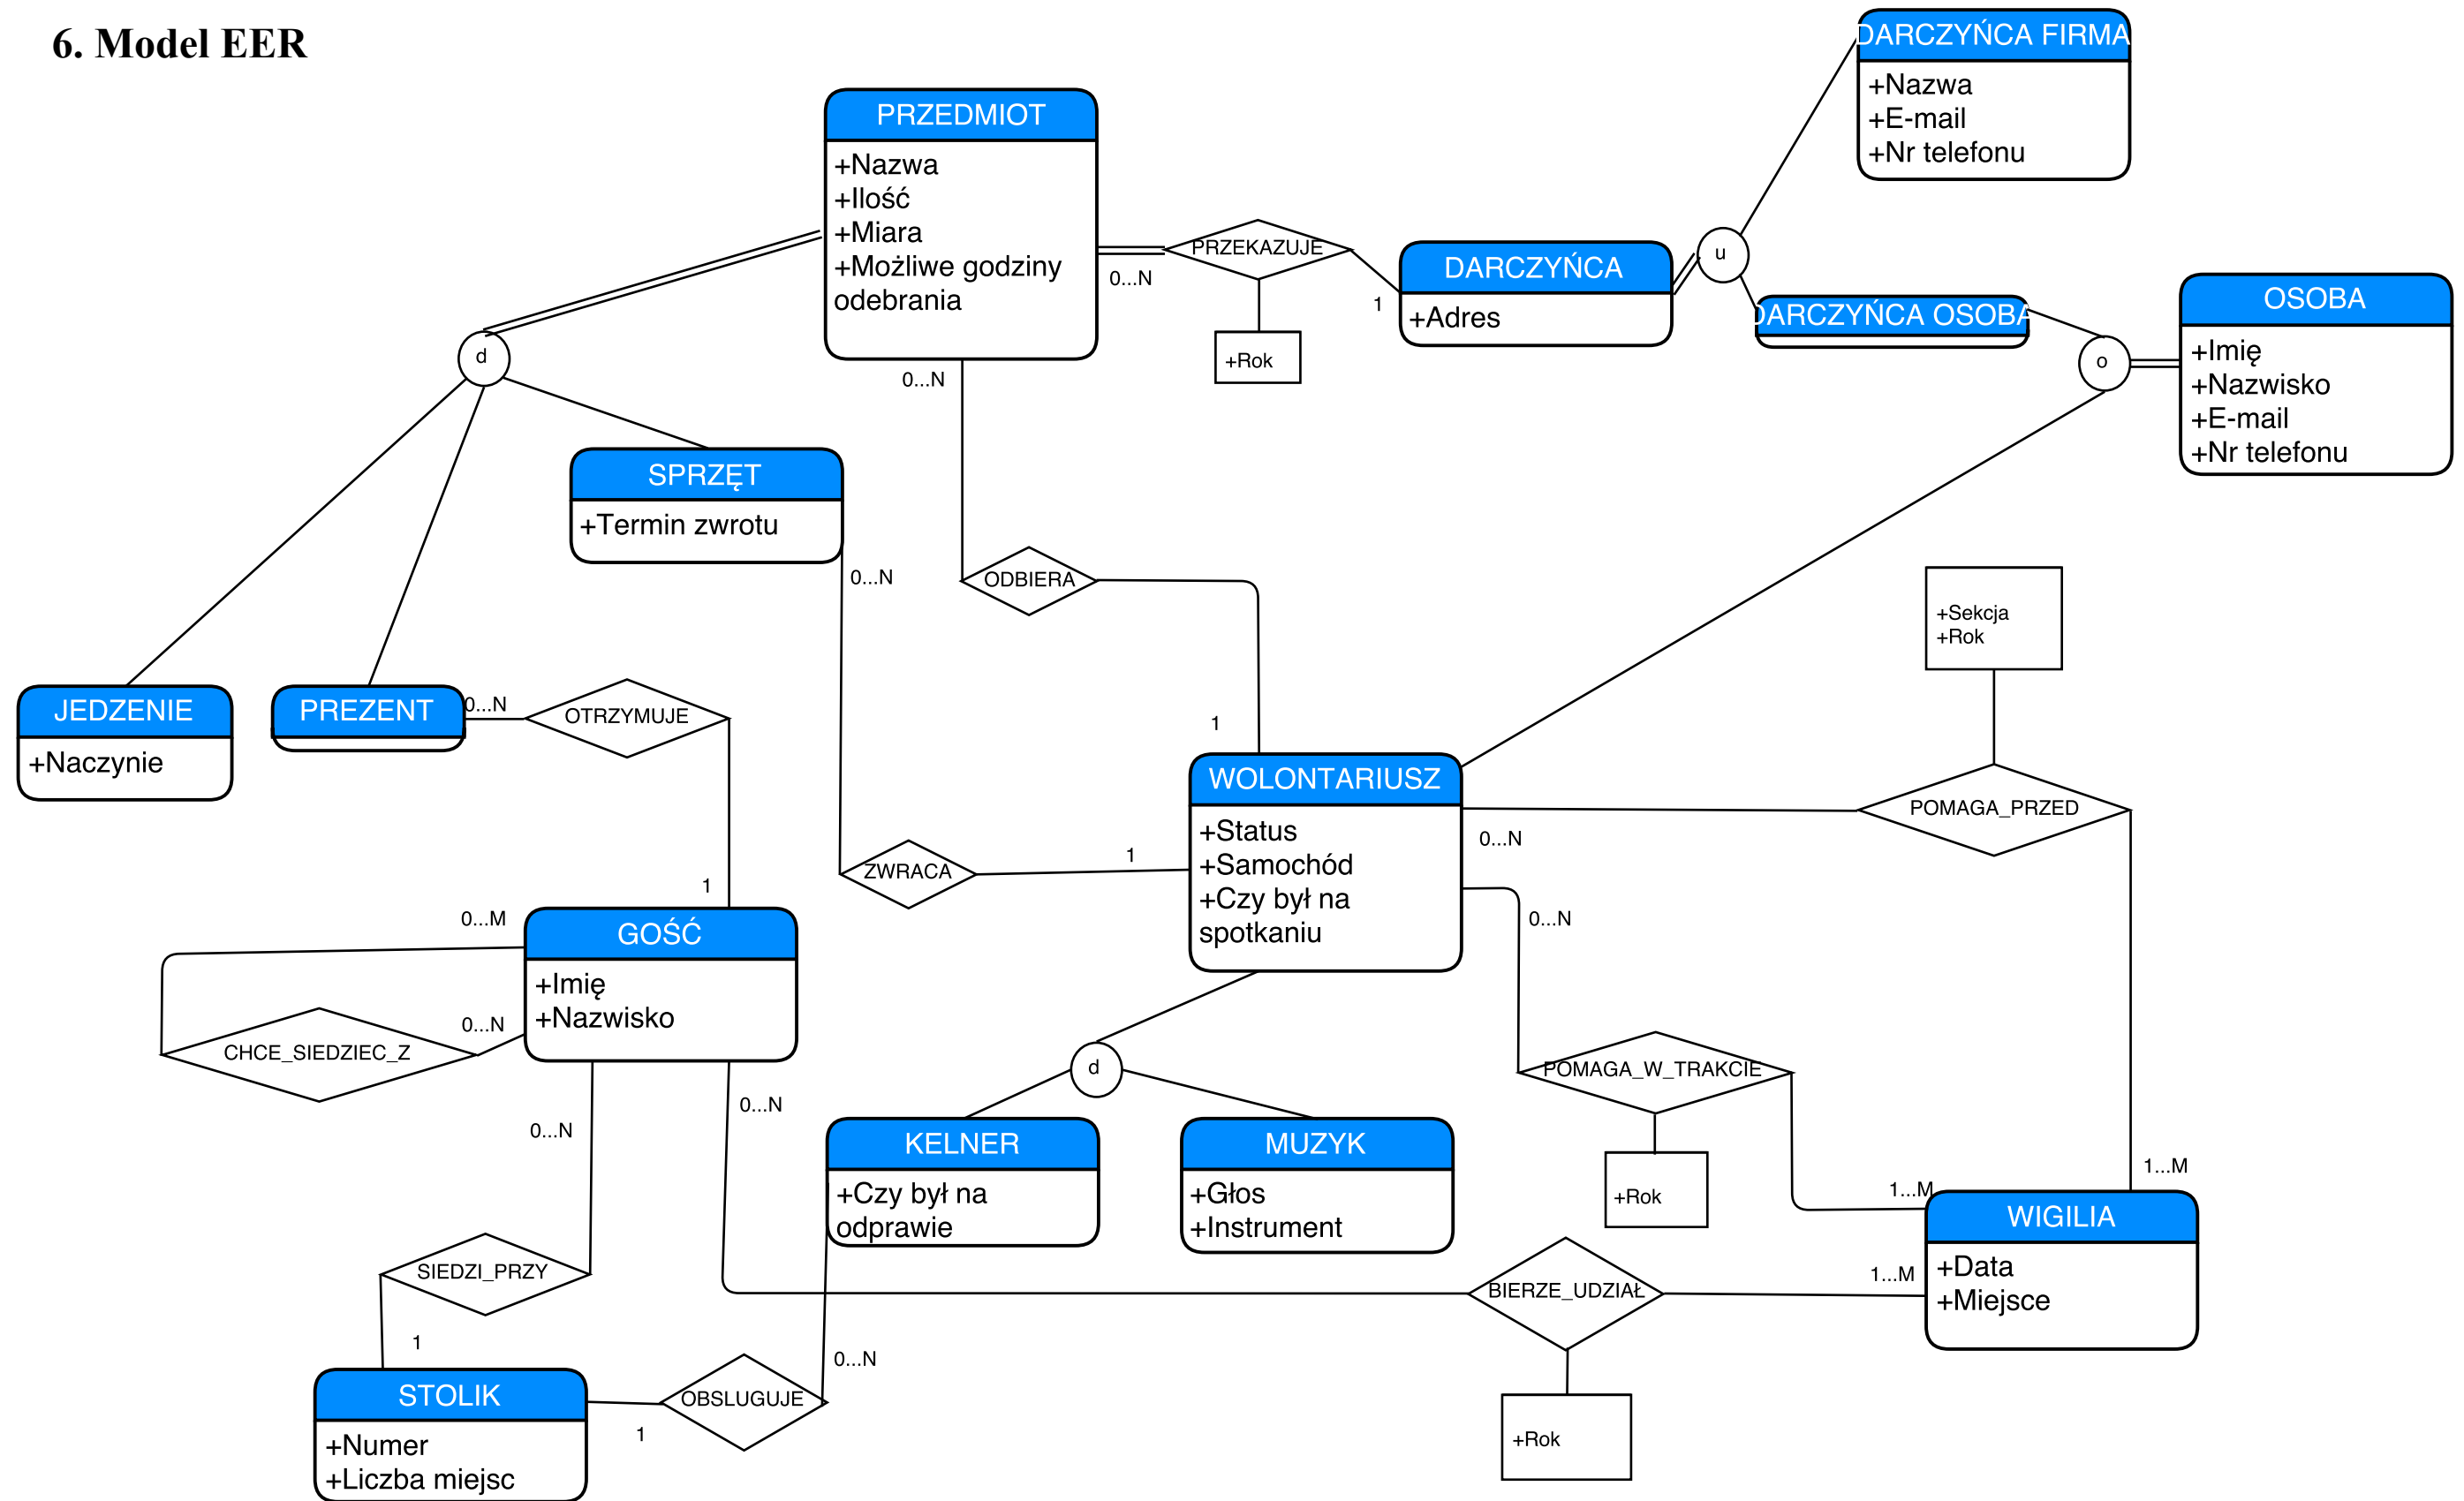 6. Model EER
DARCZYŃCA FIRMA
+Nazwa
+E-mail
+Nr telefonu
PRZEDMIOT
+Nazwa
+Ilość
+Miara
+Możliwe godziny
odebrania
PRZEKAZUJE
0...N
1
+Rok
DARCZYŃCA
+Adres
u
DARCZYŃCA OSOBA
o
OSOBA
+Imię
+Nazwisko
+E-mail
+Nr telefonu
d
0...N
SPRZĘT
+Termin zwrotu
0...N
ODBIERA
1
+Sekcja
+Rok
JEDZENIE
+Naczynie
PREZENT
0...N
OTRZYMUJE
1
WOLONTARIUSZ
+Status
+Samochód
+Czy był na
spotkaniu
POMAGA_PRZED
0...N
ZWRACA
1
0...N
0...M
GOŚĆ
+Imię
+Nazwisko
0...N
CHCE_SIEDZIEC_Z
d
POMAGA_W_TRAKCIE
+Rok
0...N
0...N
KELNER
+Czy był na
odprawie
MUZYK
+Głos
+Instrument
1...M
1...M
WIGILIA
+Data
+Miejsce
SIEDZI_PRZY
1
BIERZE_UDZIAŁ
1...M
+Rok
STOLIK
+Numer
+Liczba miejsc
OBSLUGUJE
0...N
1